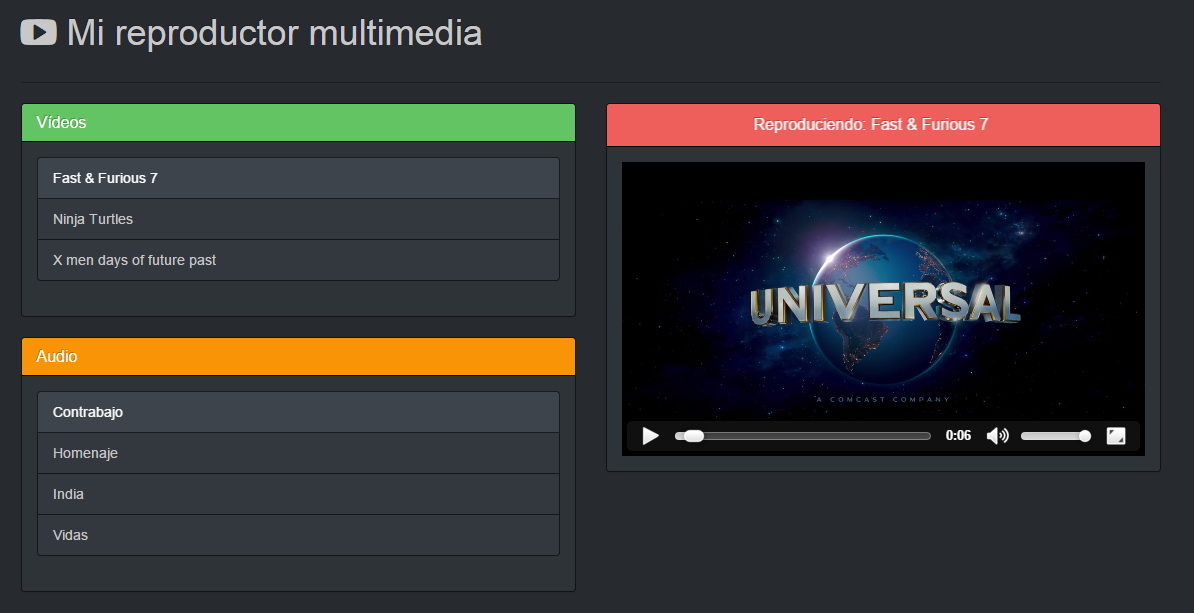 Mi reproductor multimedia
Vídeos
Fast & Furious 7
Ninja Turtles
X men days of future past
Audio
Contrabajo
Homenaje
India
Vidas
Reproduciendo: Fast & Furious 7
UNIVERSAL
A COMCAST COMPANY
0:06